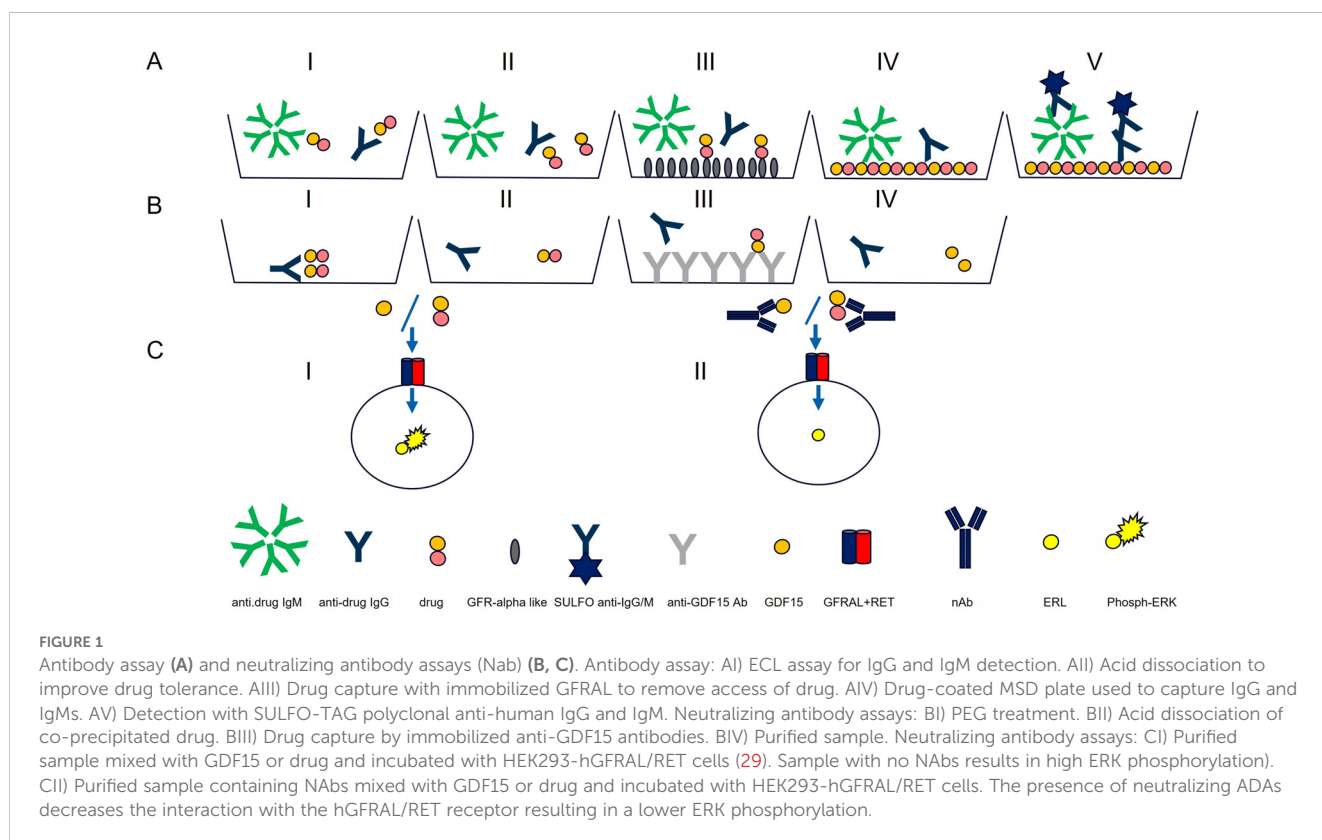 A I II III IV V
B I II III IV
C I II
anti.drug IgM anti-drug IgG drug GFR-alpha like SULFO anti-IgG/M anti-GDF15 Ab GDF15 GFRAL+RET nAb ERL Phosph-ERK
FIGURE 1
Antibody assay (A) and neutralizing antibody assays (Nab) (B, C). Antibody assay: AI) ECL assay for IgG and IgM detection. AII) Acid dissociation to
improve drug tolerance. AIII) Drug capture with immobilized GFRAL to remove access of drug. AIV) Drug-coated MSD plate used to capture IgG and
IgMs. AV) Detection with SULFO-TAG polyclonal anti-human IgG and IgM. Neutralizing antibody assays: BI) PEG treatment. BII) Acid dissociation of
co-precipitated drug. BIII) Drug capture by immobilized anti-GDF15 antibodies. BIV) Purified sample. Neutralizing antibody assays: CI) Purified
sample mixed with GDF15 or drug and incubated with HEK293-hGFRAL/RET cells (29). Sample with no NAbs results in high ERK phosphorylation).
CII) Purified sample containing NAbs mixed with GDF15 or drug and incubated with HEK293-hGFRAL/RET cells. The presence of neutralizing ADAs
decreases the interaction with the hGFRAL/RET receptor resulting in a lower ERK phosphorylation.